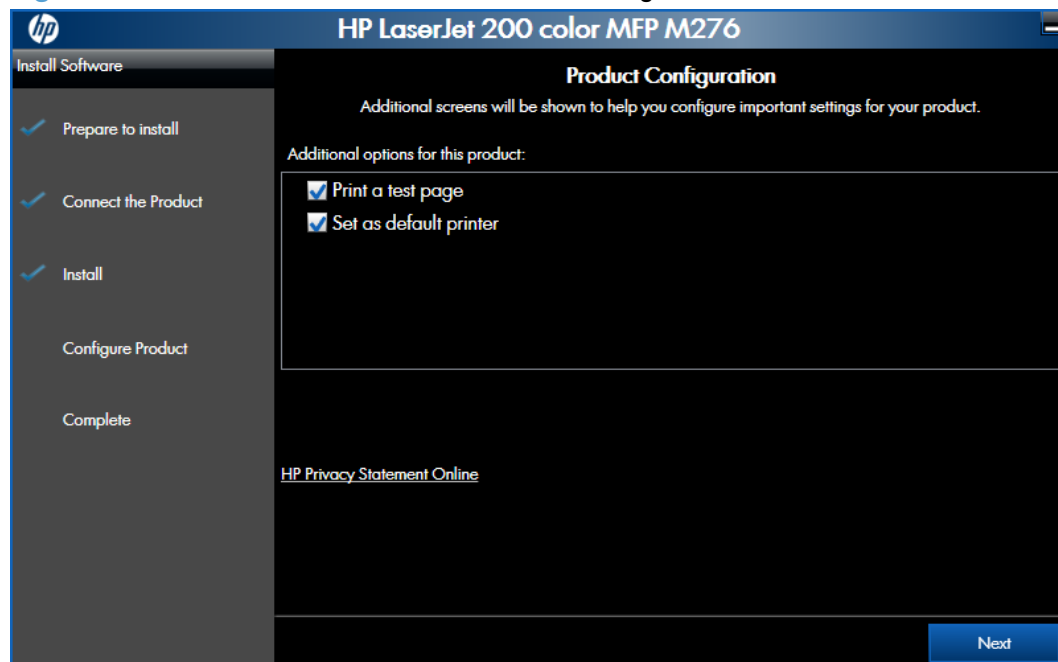 hp
HP LaserJet 200 color MFP M276
Install Software
Prepare to install
Connect the Product
Install
Configure Product
Complete
Product Configuration
Additional screens will be shown to help you configure important settings for your product.
Additional options for this product:
Print a test page
Set as default printer
HP Privacy Statement Online
Next